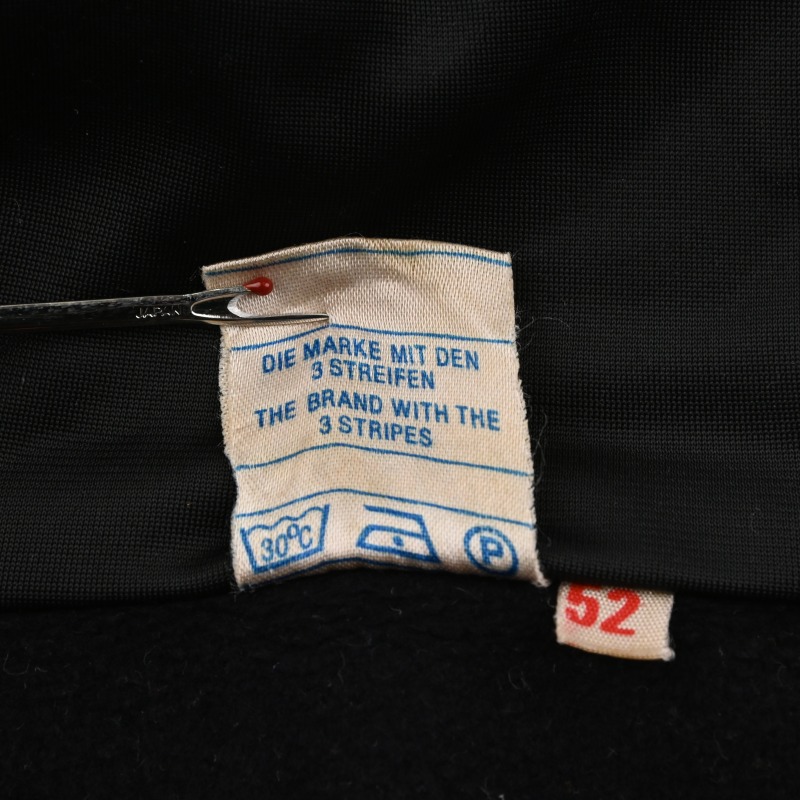 JAPAN
DIE MARKE MIT DEN
3 STREIFEN
THE BRAND WITH THE
3 STRIPES
30°C
P
52